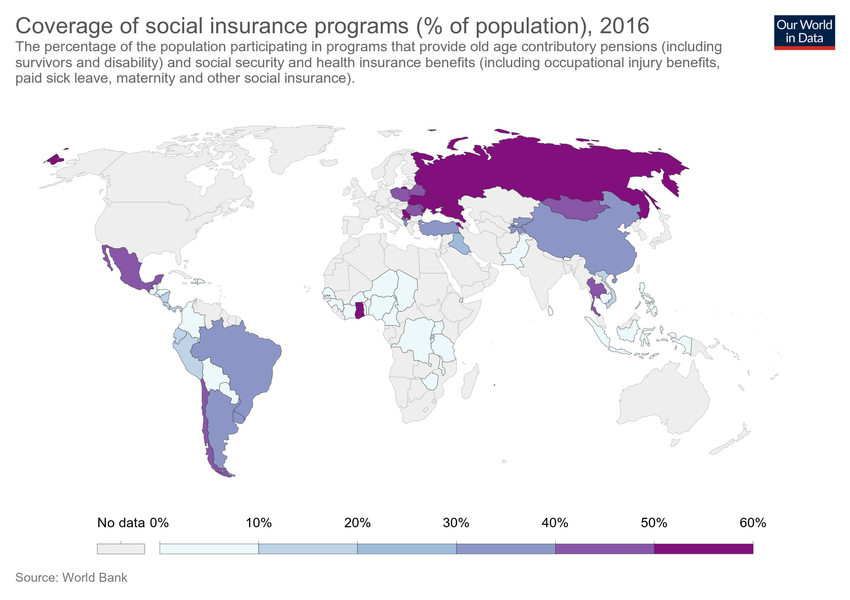 Coverage of social insurance programs (% of population), 2016
Our World
in Data
The percentage of the population participating in programs that provide old age contributory pensions (including
survivors and disability) and social security and health insurance benefits (including occupational injury benefits,
paid sick leave, maternity and other social insurance).
No data 0% 10% 20% 30% 40% 50% 60%
Source: World Bank